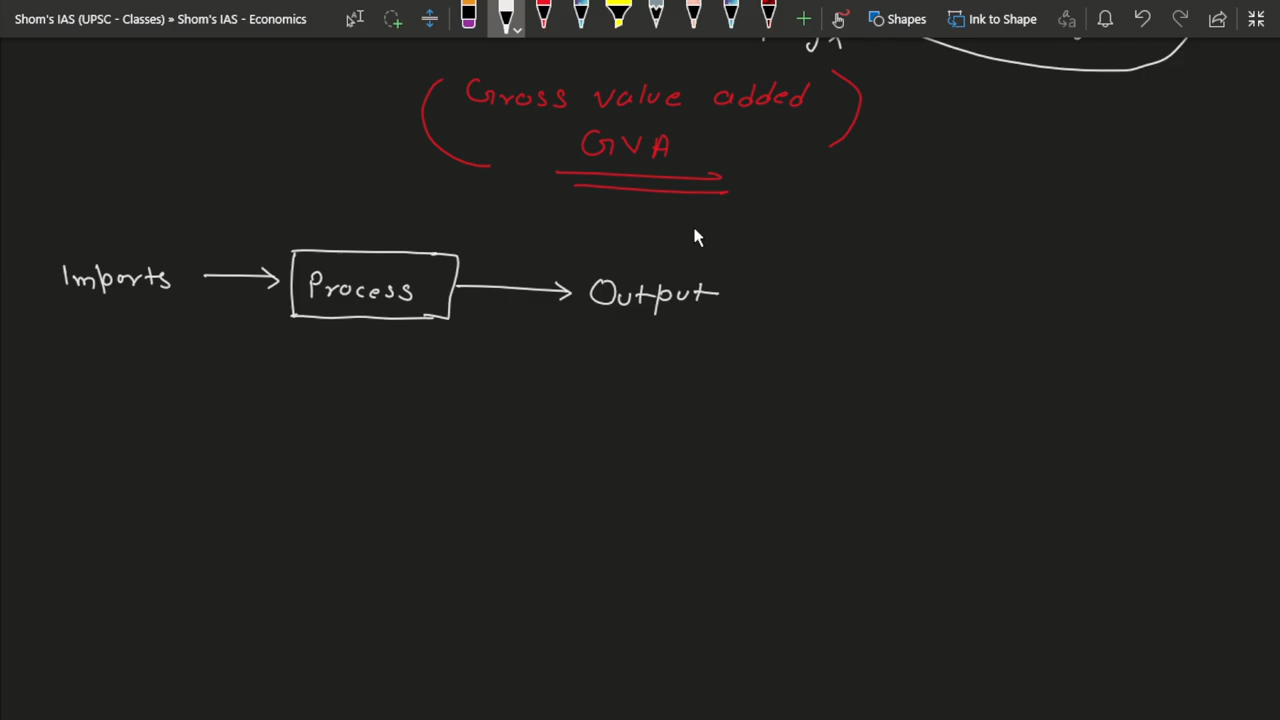 Shom's IAS (UPSC - Classes) » Shom's IAS - Economics
Shapes
Ink to Shape
Gross value added
GVA
Imports
Process
Output